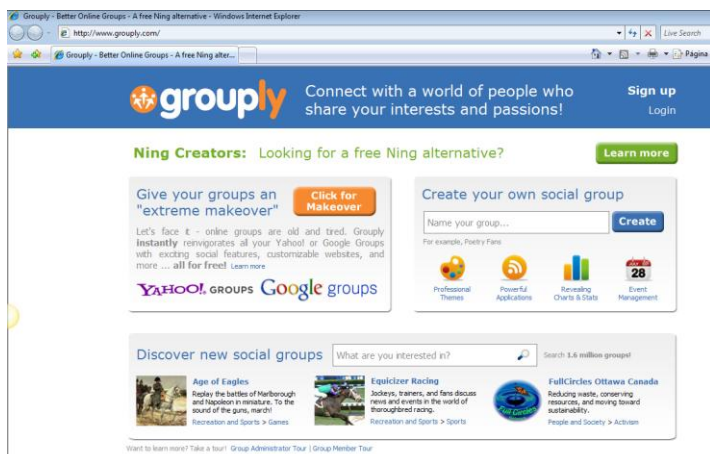 Grouply - Better Online Groups - A free Ning alternative - Windows Internet Explorer
http://www.grouply.com/
Live Search
Grouply - Better Online Groups - A free Ning alter...
Página
grouply
Connect with a world of people who
share your interests and passions!
Sign up
Login
Ning Creators: Looking for a free Ning alternative?
Learn more
Give your groups an
"extreme makeover"
Click for
Makeover
Let's face it - online groups are old and tired. Grouply
instantly reinvigorates all your Yahoo! or Google Groups
with exciting social features, customizable websites, and
more ... all for free! Learn more
YAHOO! GROUPS Google groups
Create your own social group
Name your group...
Create
For example, Poetry Fans
Professional
Themes
Powerful
Applications
Revealing
Charts & Stats
28
Event
Management
Discover new social groups
What are you interested in?
Search 1.6 million groups!
Age of Eagles
Replay the battles of Marlborough
and Napoleon in miniature. To the
sound of the guns, march!
Recreation and Sports > Games
Equicizer Racing
Jockeys, trainers, and fans discuss
news and events in the world of
thoroughbred racing.
Recreation and Sports > Sports
Full Circles
FullCircles Ottawa Canada
Reducing waste, conserving
resources, and moving toward
sustainability.
People and Society > Activism
Want to learn more? Take a tour! Group Administrator Tour | Group Member Tour